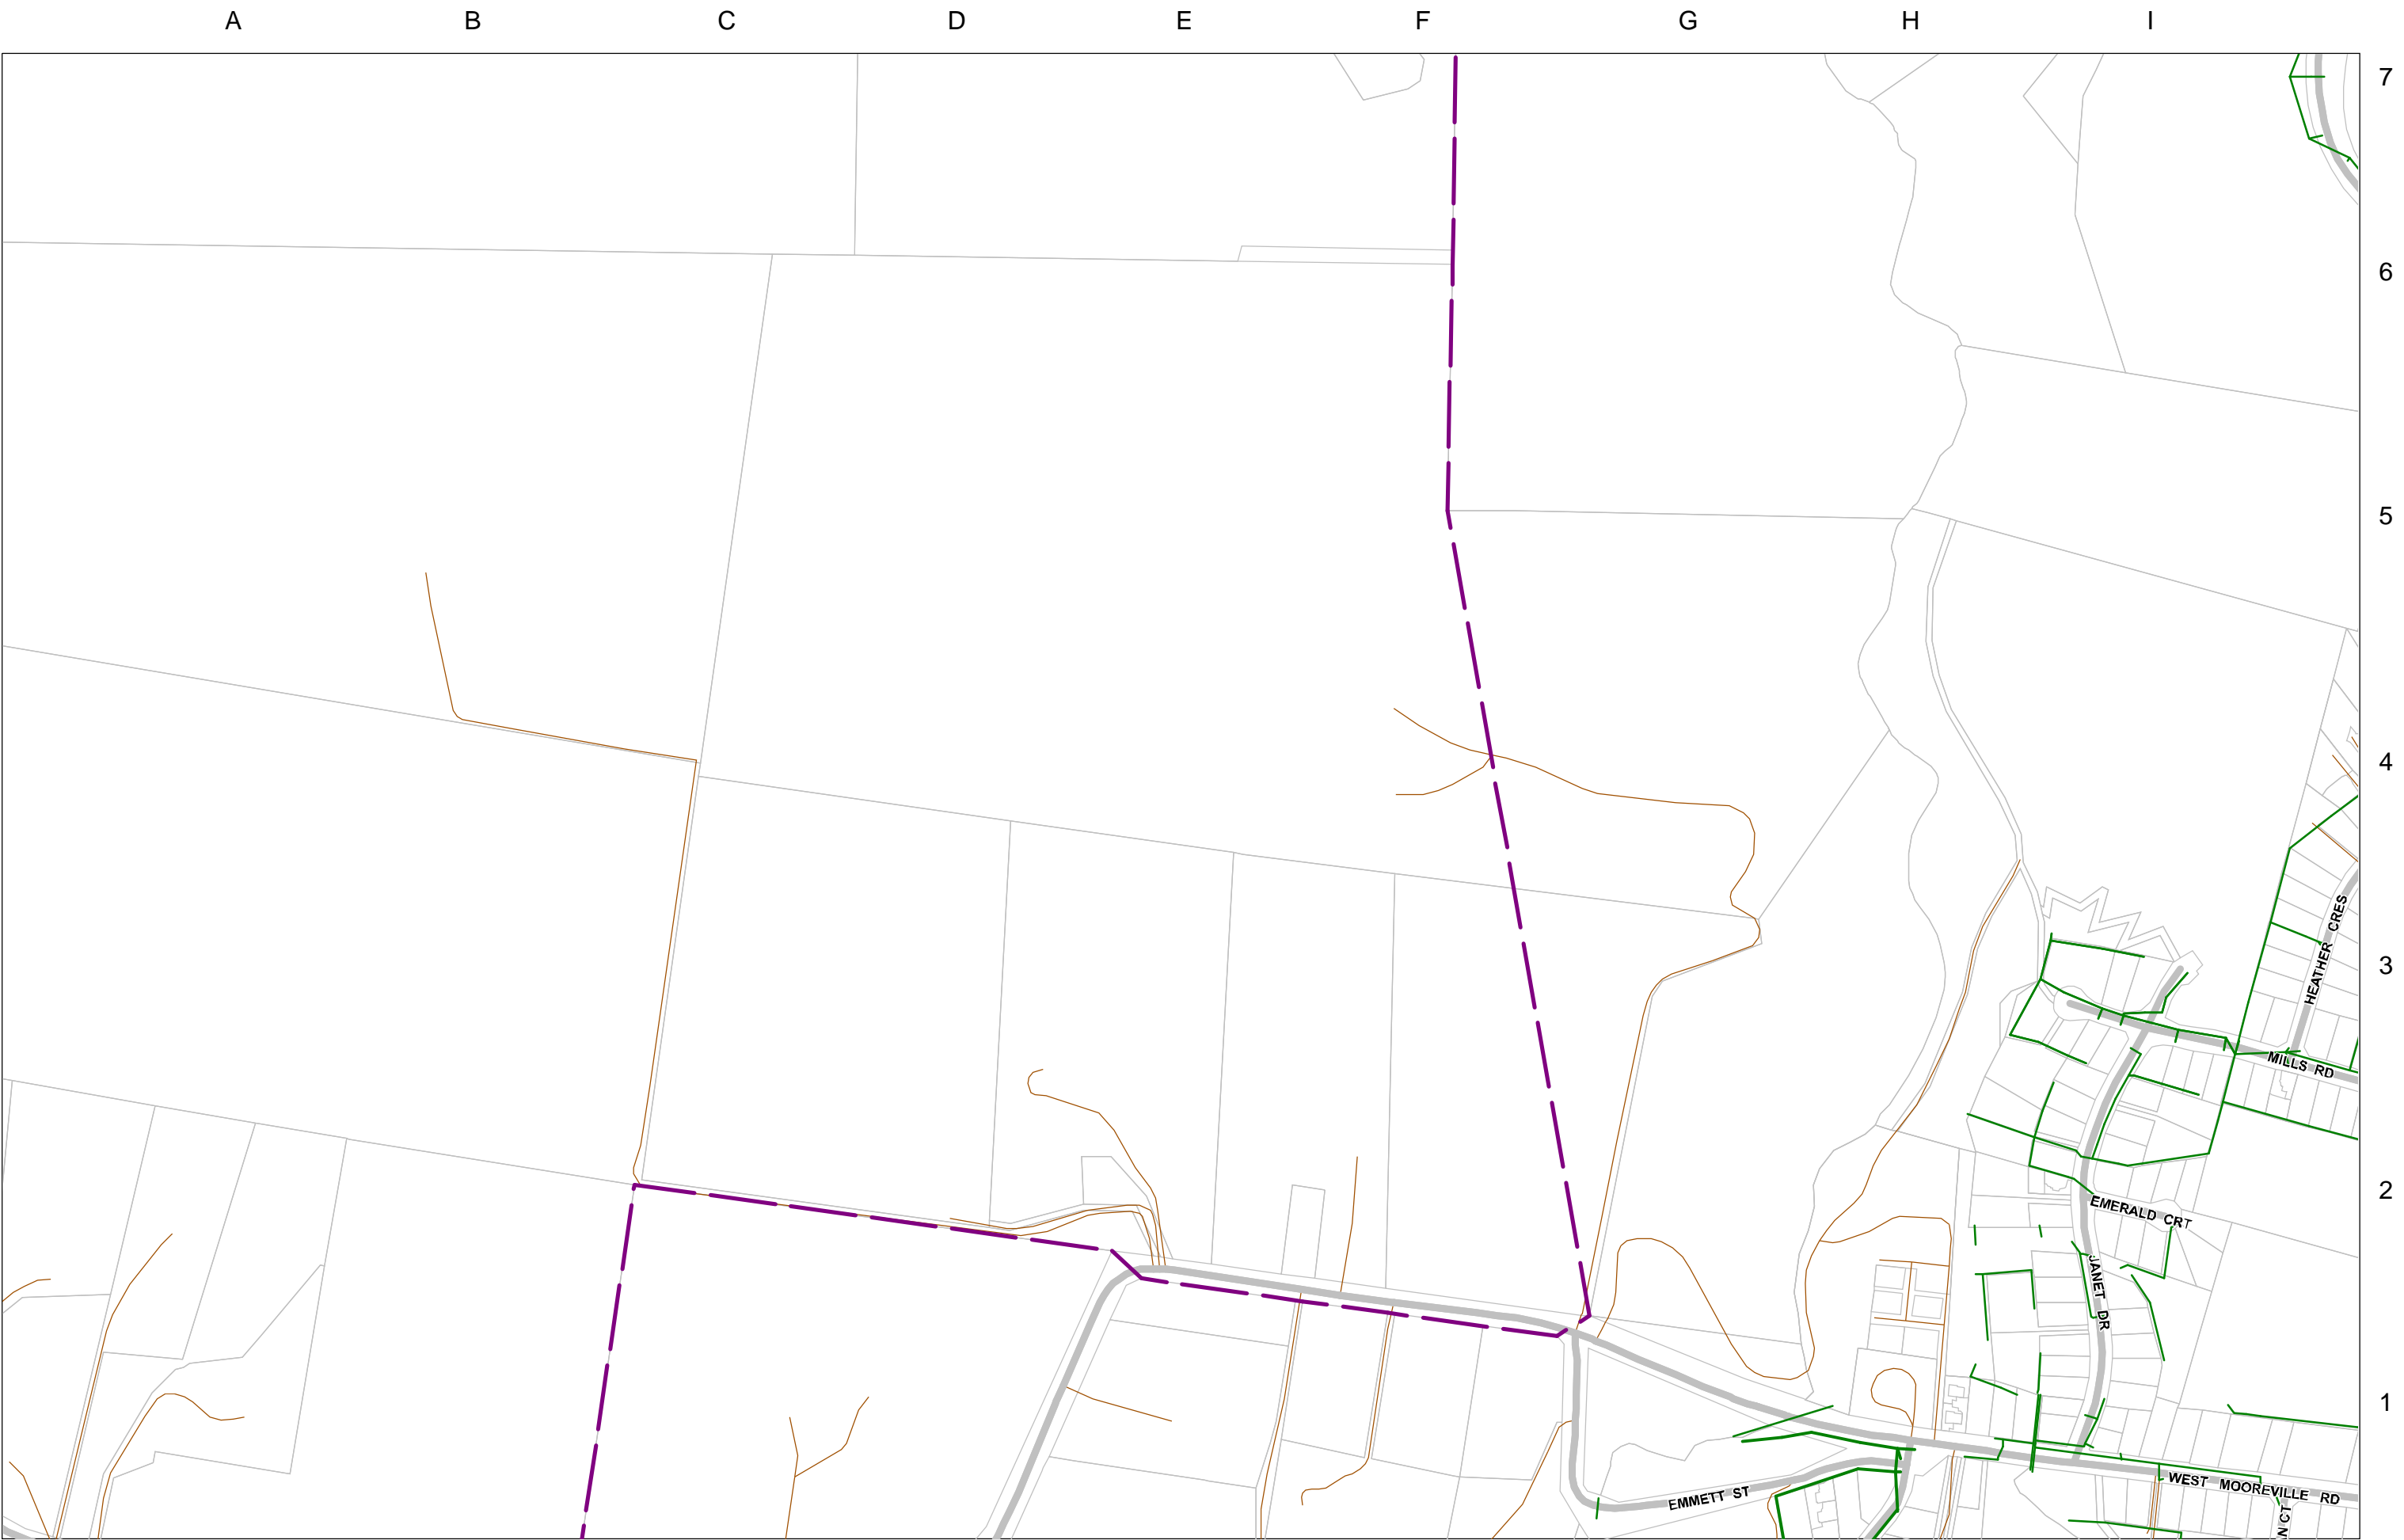 A B C D E F G H I
7
6
5
4
HEATHER CRES
3
MILLS RD
2
EMERALD CRT
JANET DR
1
WEST MOOREVILLE RD
EMMETT ST
N CT